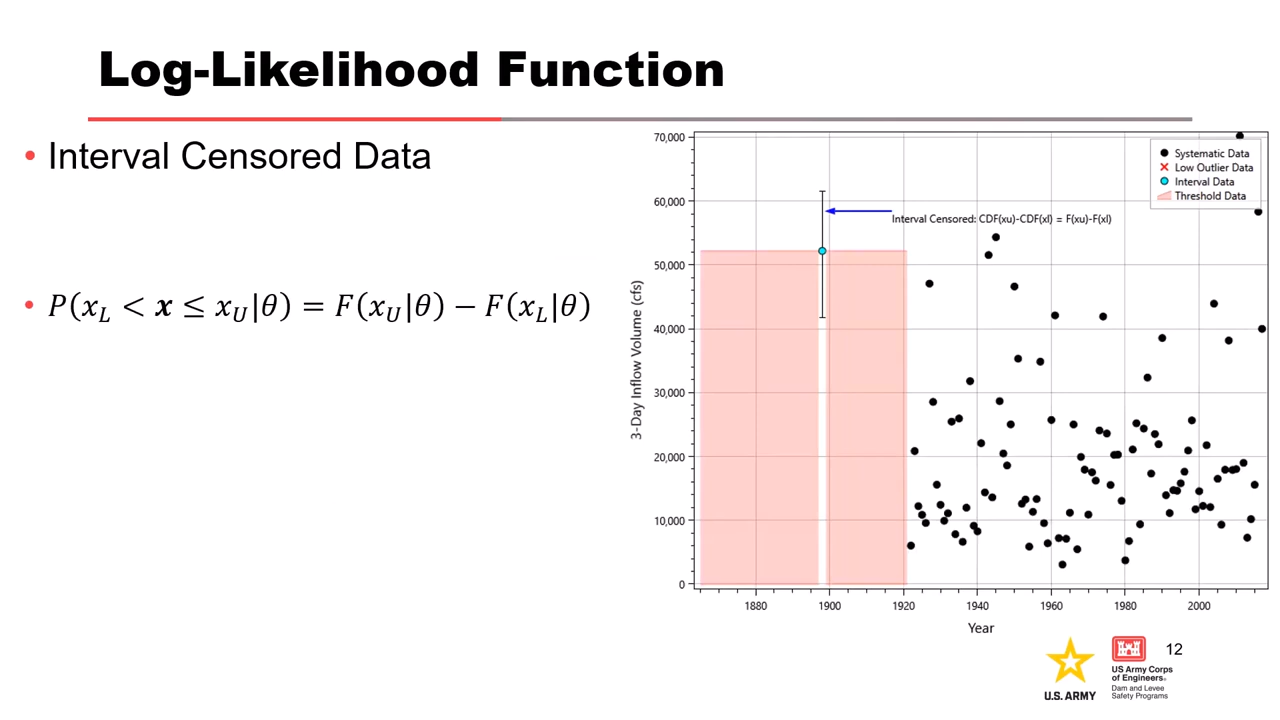 Log-Likelihood Function
• Interval Censored Data
• P(x_L < x ≤ x_U|θ) = F(x_U|θ) − F(x_L|θ)
70,000
60,000
50,000
40,000
30,000
20,000
10,000
0
3-Day Inflow Volume (cfs)
Systematic Data
Low Outlier Data
Interval Data
Threshold Data
Interval Censored: CDF(xu)-CDF(xl) = F(xu)-F(xl)
1880 1900 1920 1940 1960 1980 2000
Year
U.S. ARMY
US Army Corps
of Engineers®
Dam and Levee
Safety Programs
12